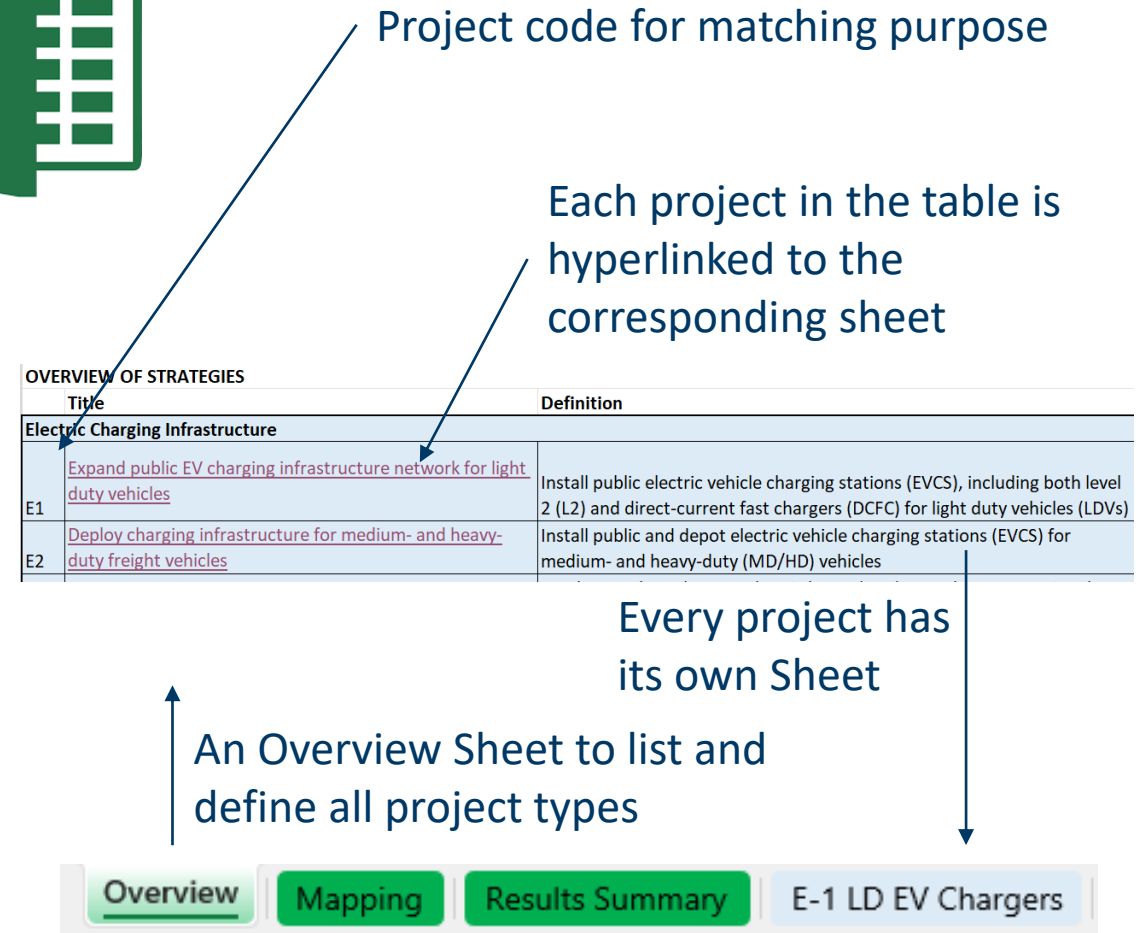 Project code for matching purpose
Each project in the table is
hyperlinked to the
corresponding sheet
OVERVIEW OF STRATEGIES
Title Definition
Electric Charging Infrastructure
E1
Expand public EV charging infrastructure network for light
duty vehicles
Install public electric vehicle charging stations (EVCS), including both level
2 (L2) and direct-current fast chargers (DCFC) for light duty vehicles (LDVs)
E2
Deploy charging infrastructure for medium- and heavy-
duty freight vehicles
Install public and depot electric vehicle charging stations (EVCS) for
medium- and heavy-duty (MD/HD) vehicles
Every project has
its own Sheet
An Overview Sheet to list and
define all project types
Overview Mapping Results Summary E-1 LD EV Chargers